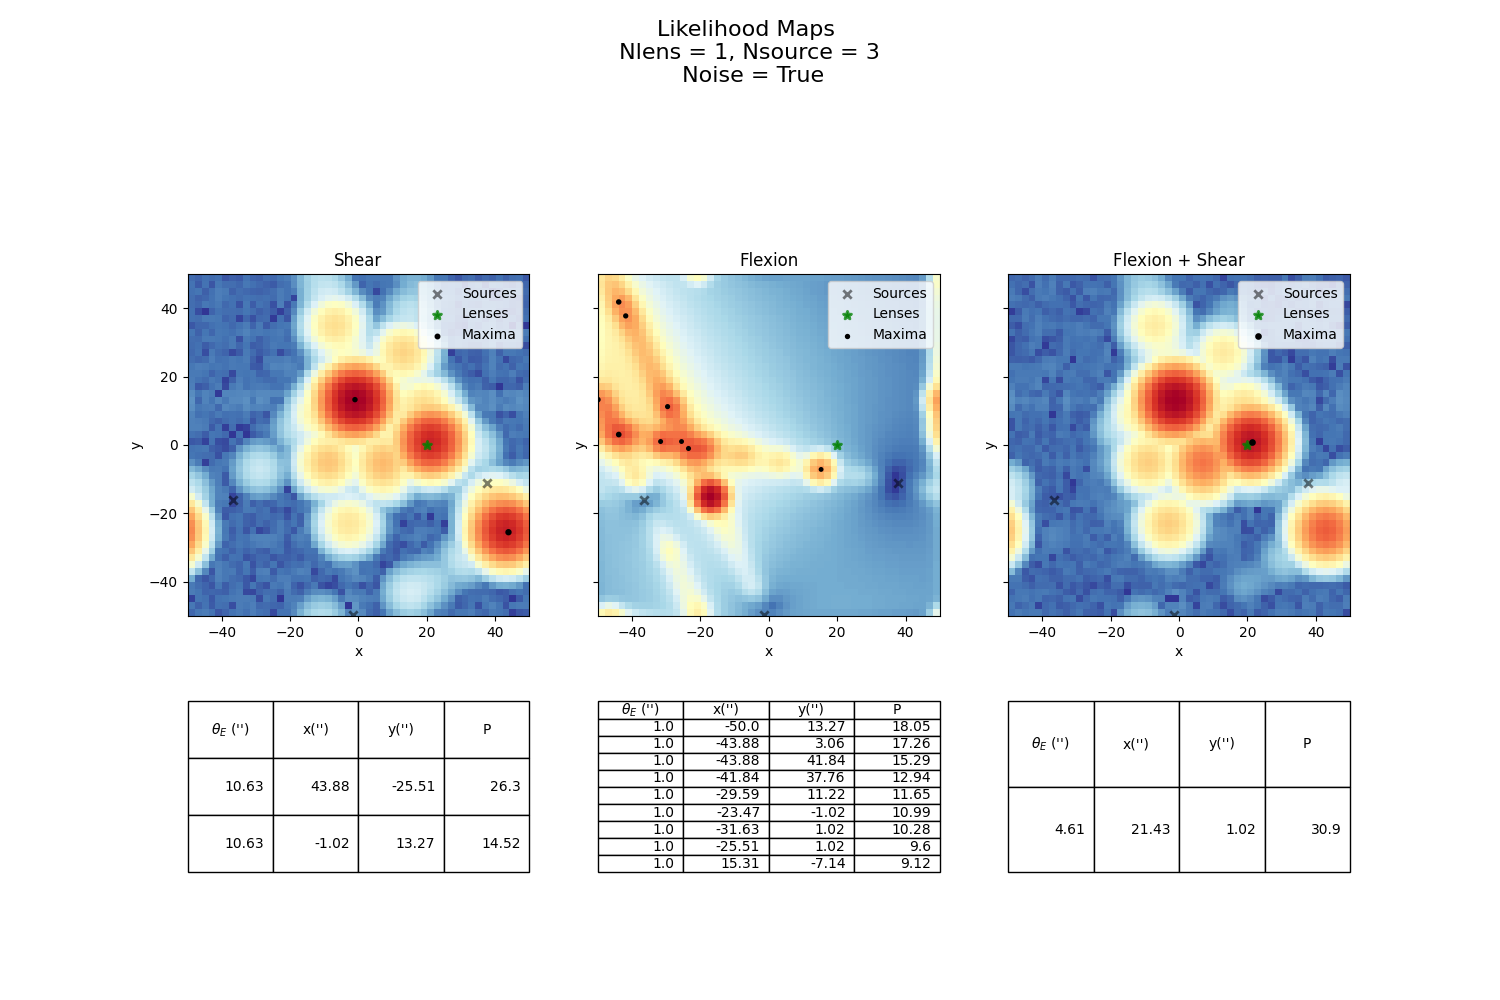 Likelihood Maps
Nlens = 1, Nsource = 3
Noise = True
Shear
Sources
Lenses
Maxima
40
20
0
−20
−40
y
−40 −20 0 20 40
x
Flexion
Sources
Lenses
Maxima
y
−40 −20 0 20 40
x
Flexion + Shear
Sources
Lenses
Maxima
y
−40 −20 0 20 40
x
θ_E ('') x('') y('') P
10.63 43.88 -25.51 26.3
10.63 -1.02 13.27 14.52
θ_E ('') x('') y('') P
1.0 -50.0 13.27 18.05
1.0 -43.88 3.06 17.26
1.0 -43.88 41.84 15.29
1.0 -41.84 37.76 12.94
1.0 -29.59 11.22 11.65
1.0 -23.47 -1.02 10.99
1.0 -31.63 1.02 10.28
1.0 -25.51 1.02 9.6
1.0 15.31 -7.14 9.12
θ_E ('') x('') y('') P
4.61 21.43 1.02 30.9